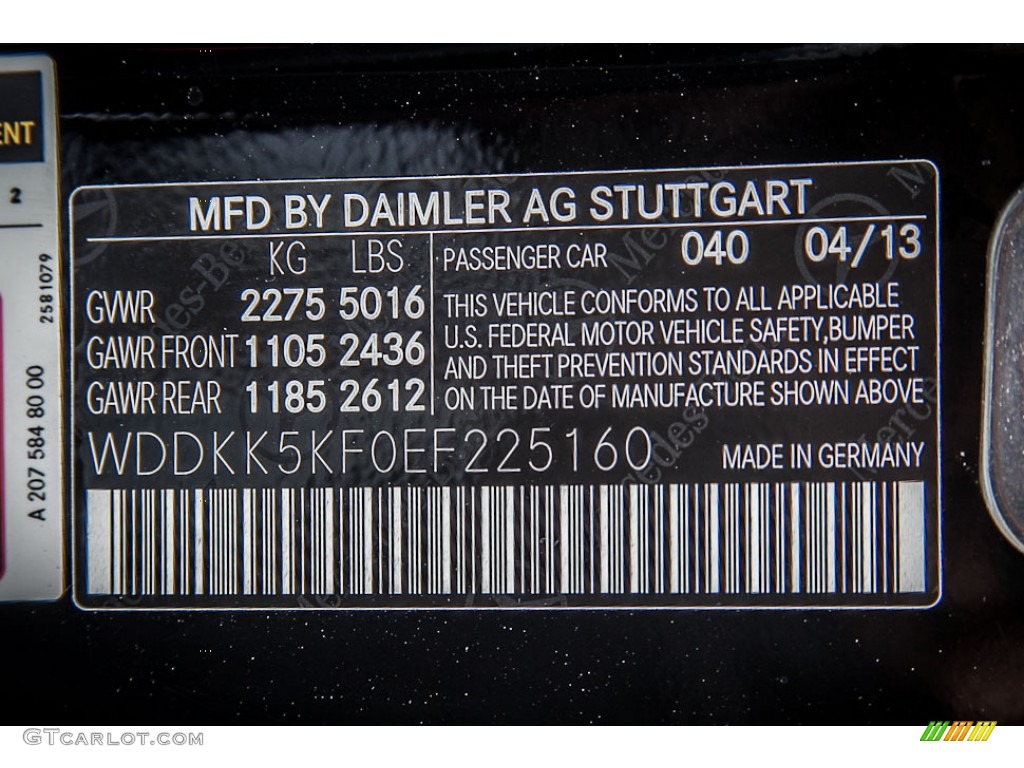 MFD BY DAIMLER AG STUTTGART
KG LBS
GVWR 2275 5016
GAWR FRONT 1105 2436
GAWR REAR 1185 2612
PASSENGER CAR 040 04/13
THIS VEHICLE CONFORMS TO ALL APPLICABLE
U.S. FEDERAL MOTOR VEHICLE SAFETY,BUMPER
AND THEFT PREVENTION STANDARDS IN EFFECT
ON THE DATE OF MANUFACTURE SHOWN ABOVE
WDDKK5KF0EF225160 MADE IN GERMANY
2
2581079
A 207 584 80 00
GTCARLOT.COM